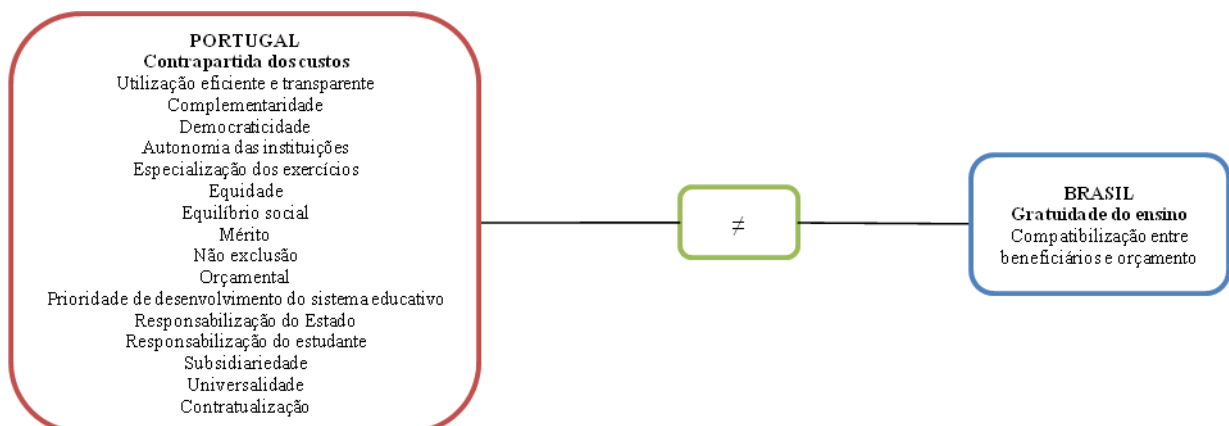 PORTUGAL
Contrapartida dos custos
Utilização eficiente e transparente
Complementaridade
Democraticidade
Autonomia das instituições
Especialização dos exercícios
Equidade
Equilíbrio social
Mérito
Não exclusão
Orçamental
Prioridade de desenvolvimento do sistema educativo
Responsabilização do Estado
Responsabilização do estudante
Subsidiariedade
Universalidade
Contratualização
≠
BRASIL
Gratuidade do ensino
Compatibilização entre
beneficiários e orçamento